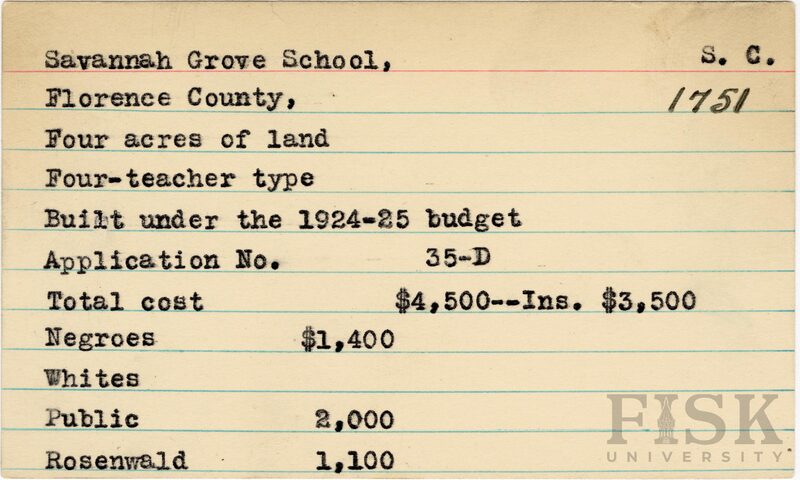 Savannah Grove School, S. C.
Florence County, 1751
Four acres of land
Four-teacher type
Built under the 1924-25 budget
Application No. 35-D
Total cost $4,500--Ins. $3,500
Negroes $1,400
Whites
Public 2,000
Rosenwald 1,100
FISK
UNIVERSITY